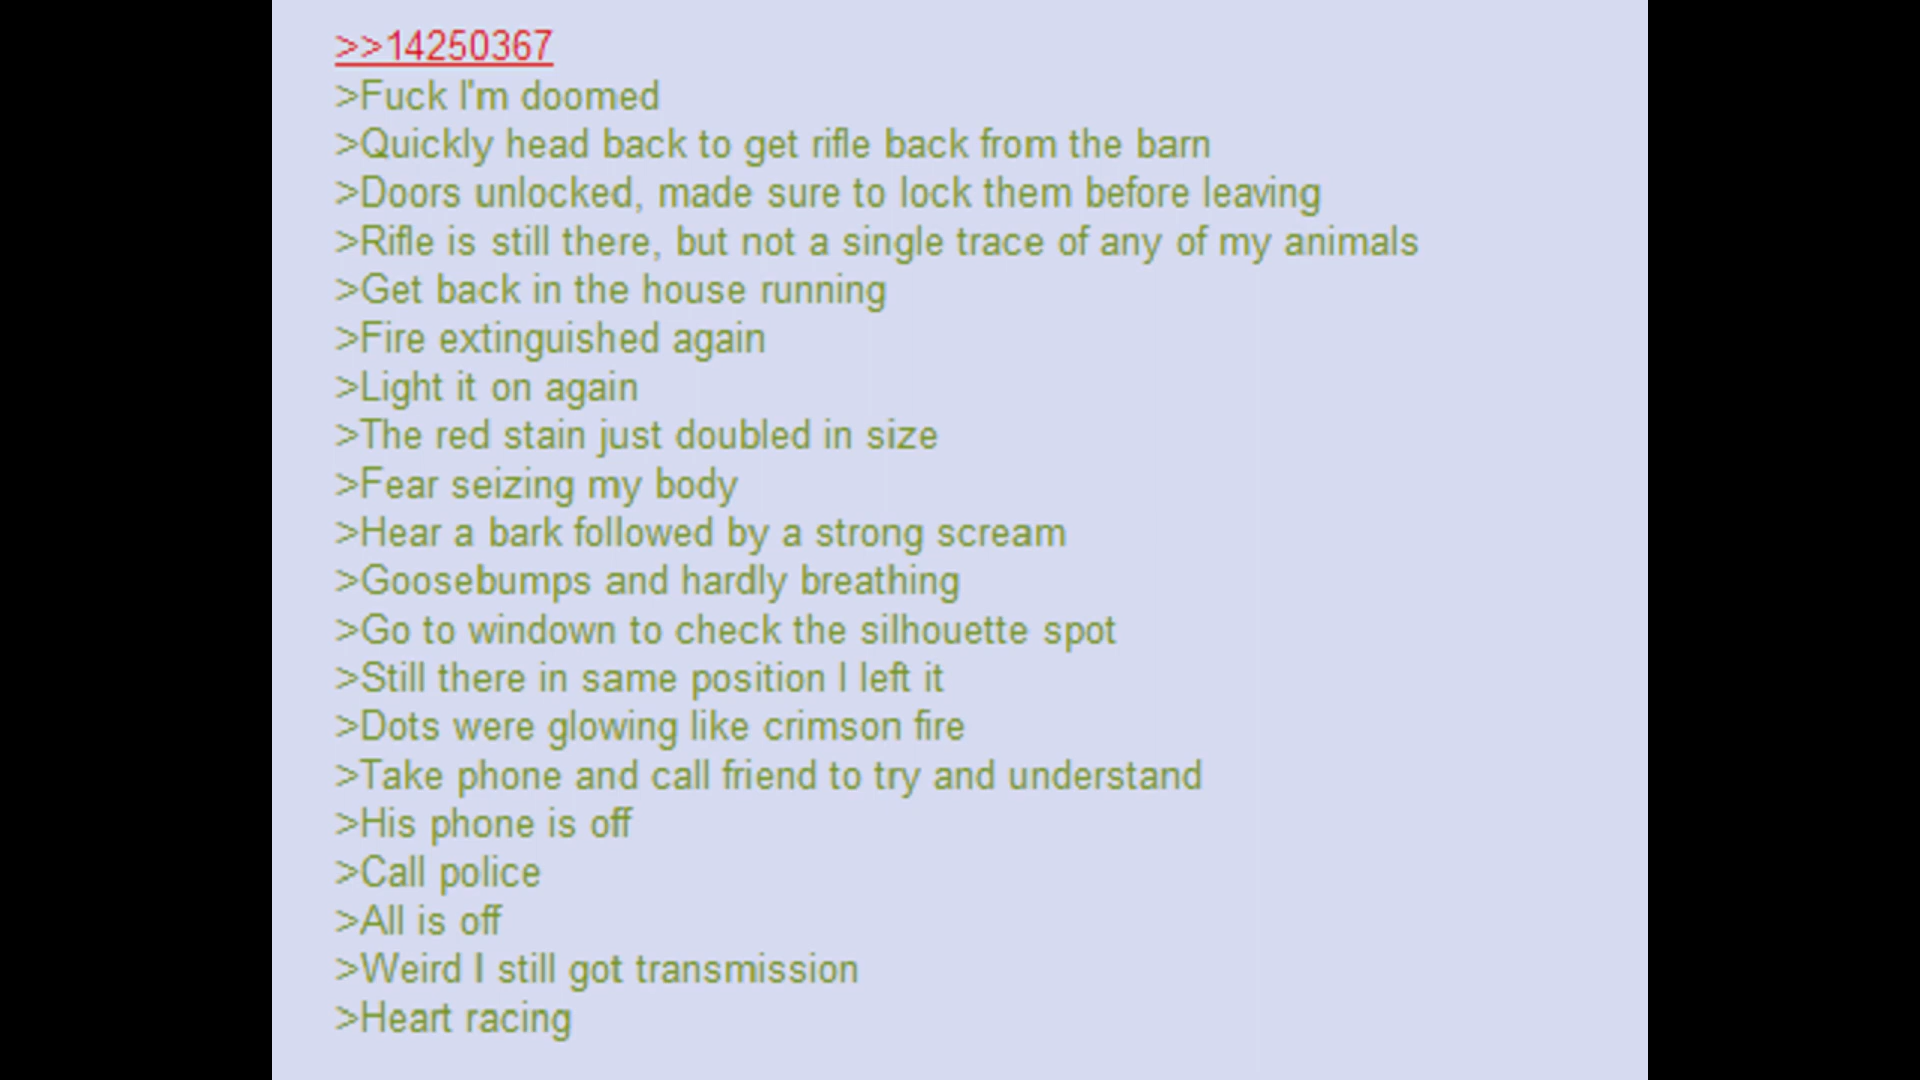 >>14250367
>Fuck I'm doomed
>Quickly head back to get rifle back from the barn
>Doors unlocked, made sure to lock them before leaving
>Rifle is still there, but not a single trace of any of my animals
>Get back in the house running
>Fire extinguished again
>Light it on again
>The red stain just doubled in size
>Fear seizing my body
>Hear a bark followed by a strong scream
>Goosebumps and hardly breathing
>Go to windown to check the silhouette spot
>Still there in same position I left it
>Dots were glowing like crimson fire
>Take phone and call friend to try and understand
>His phone is off
>Call police
>All is off
>Weird I still got transmission
>Heart racing